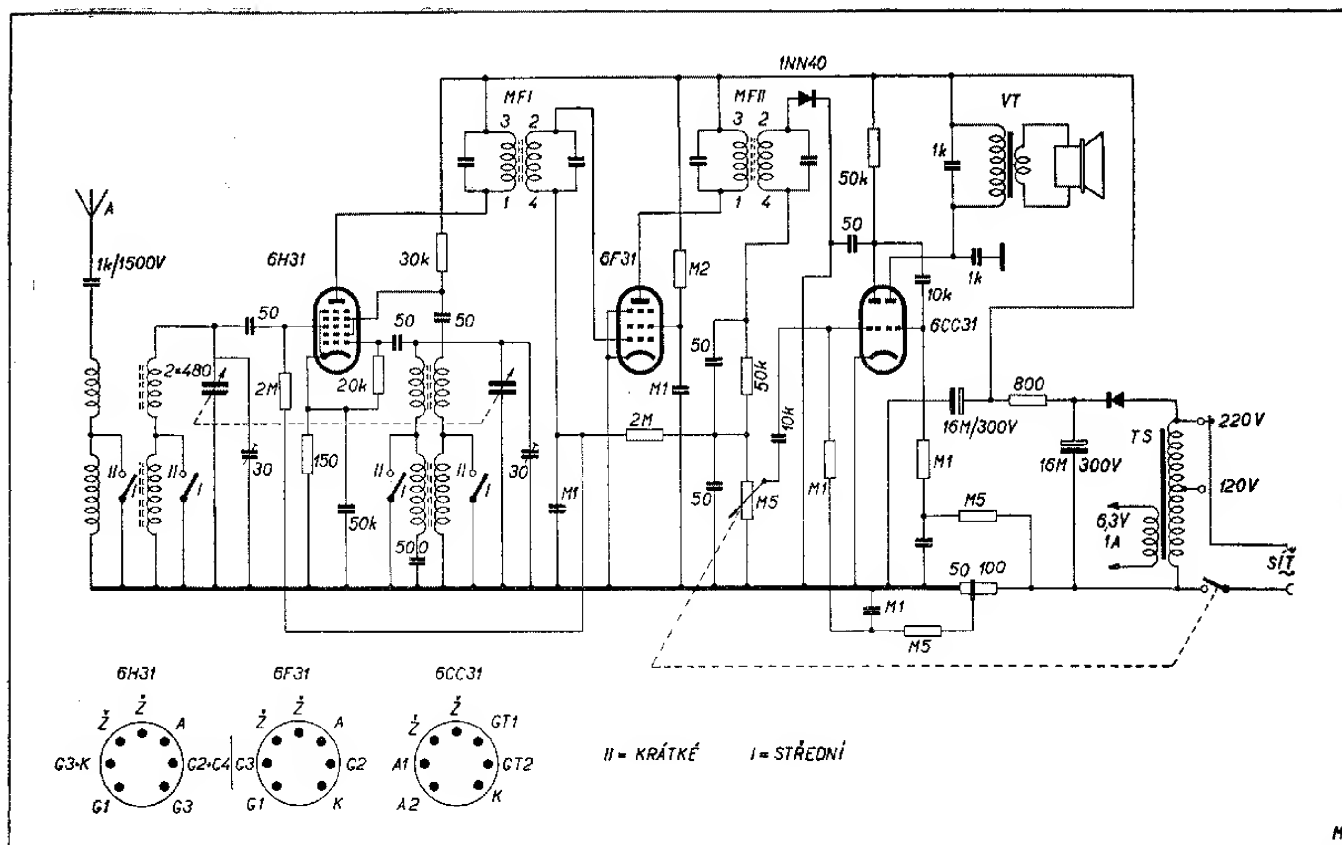 1NN40
MFI
MFII
VT
3 2
3 2
1k
50k
1 4
1 4
A
1k/1500V
6H31
30k
6F31
M2
50
1k
10k
50
50
50
6CC31
2×480
2M
20k
M1
50
50k
10k
800
16M/300V
TS
220V
2M
16M 300V
II
I
II
I
30
150
II
I
II
I
30
M1
50
M5
M1
M1
M5
120V
6,3V
1A
50k
500
50 100
SÍŤ
~
M1
M5
6H31
6F31
6CC31
Ž
Ž
A
G3+K
G2+G4
G1
G3
Ž
Ž
A
G3
G2
G1
K
Ž
Ž
GT1
A1
GT2
A2
K
II = KRÁTKÉ I = STŘEDNÍ